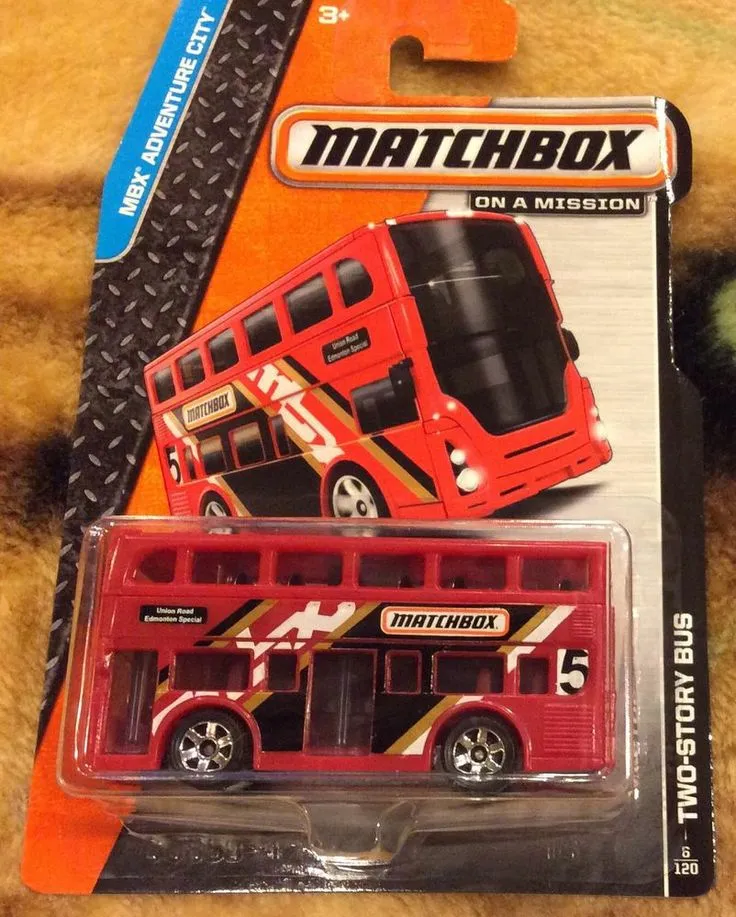 3+
MBX® ADVENTURE CITY™
MATCHBOX
ON A MISSION
Union Road
Edmonton Special
MATCHBOX
5
Union Road
Edmonton Special
MATCHBOX
5
TWO-STORY BUS
6
120